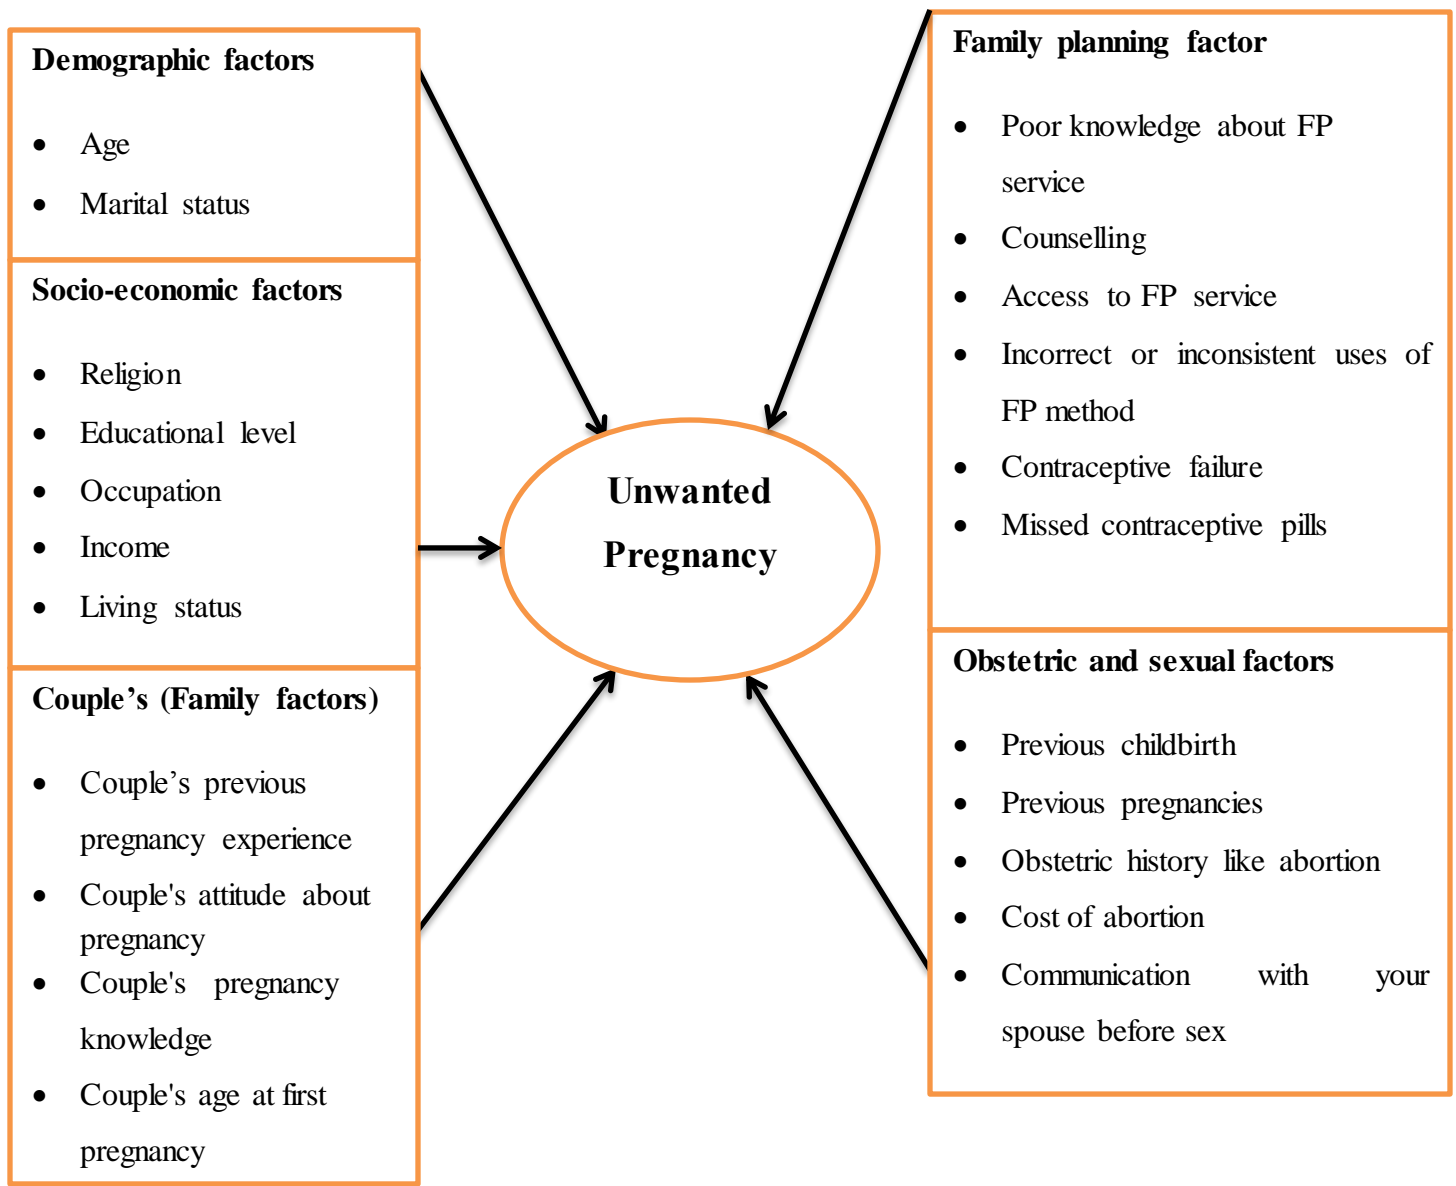 Demographic factors
• Age
• Marital status
Socio-economic factors
• Religion
• Educational level
• Occupation
• Income
• Living status
Couple’s (Family factors)
• Couple’s previous
pregnancy experience
• Couple's attitude about
pregnancy
• Couple's pregnancy
knowledge
• Couple's age at first
pregnancy
Unwanted
Pregnancy
Family planning factor
• Poor knowledge about FP
service
• Counselling
• Access to FP service
• Incorrect or inconsistent uses of
FP method
• Contraceptive failure
• Missed contraceptive pills
Obstetric and sexual factors
• Previous childbirth
• Previous pregnancies
• Obstetric history like abortion
• Cost of abortion
• Communication with your
spouse before sex